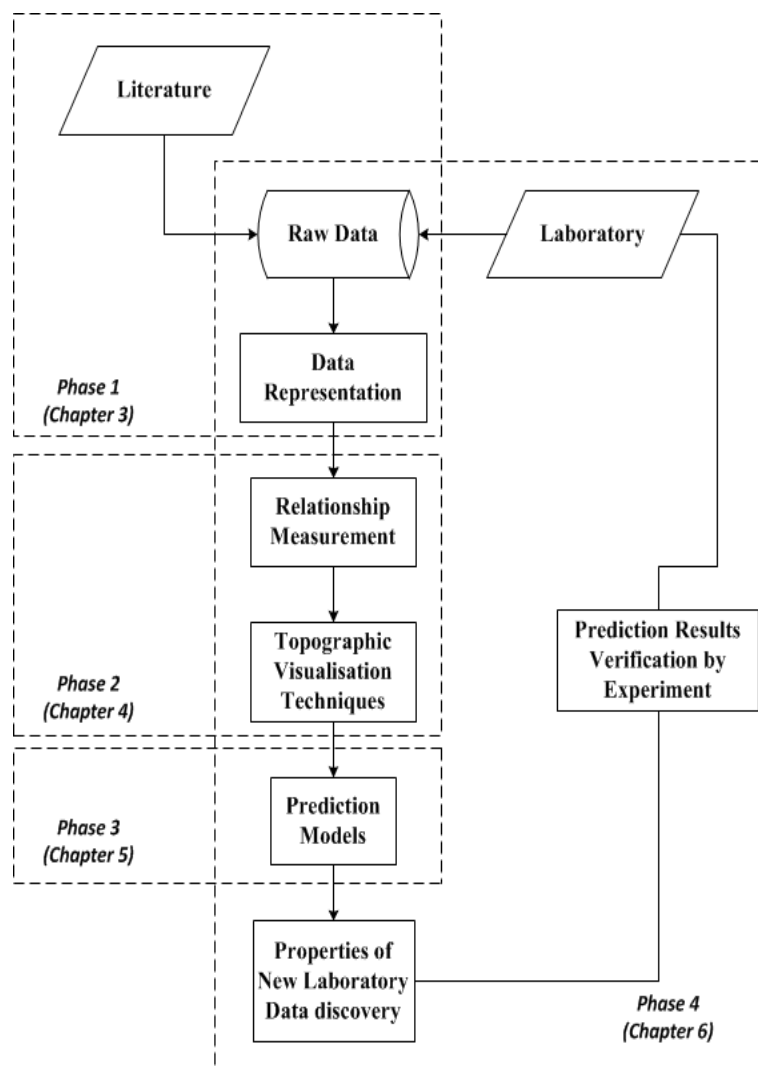 Literature
Raw Data
Laboratory
Data
Representation
Phase 1
(Chapter 3)
Relationship
Measurement
Topographic
Visualisation
Techniques
Prediction Results
Verification by
Experiment
Phase 2
(Chapter 4)
Prediction
Models
Phase 3
(Chapter 5)
Properties of
New Laboratory
Data discovery
Phase 4
(Chapter 6)